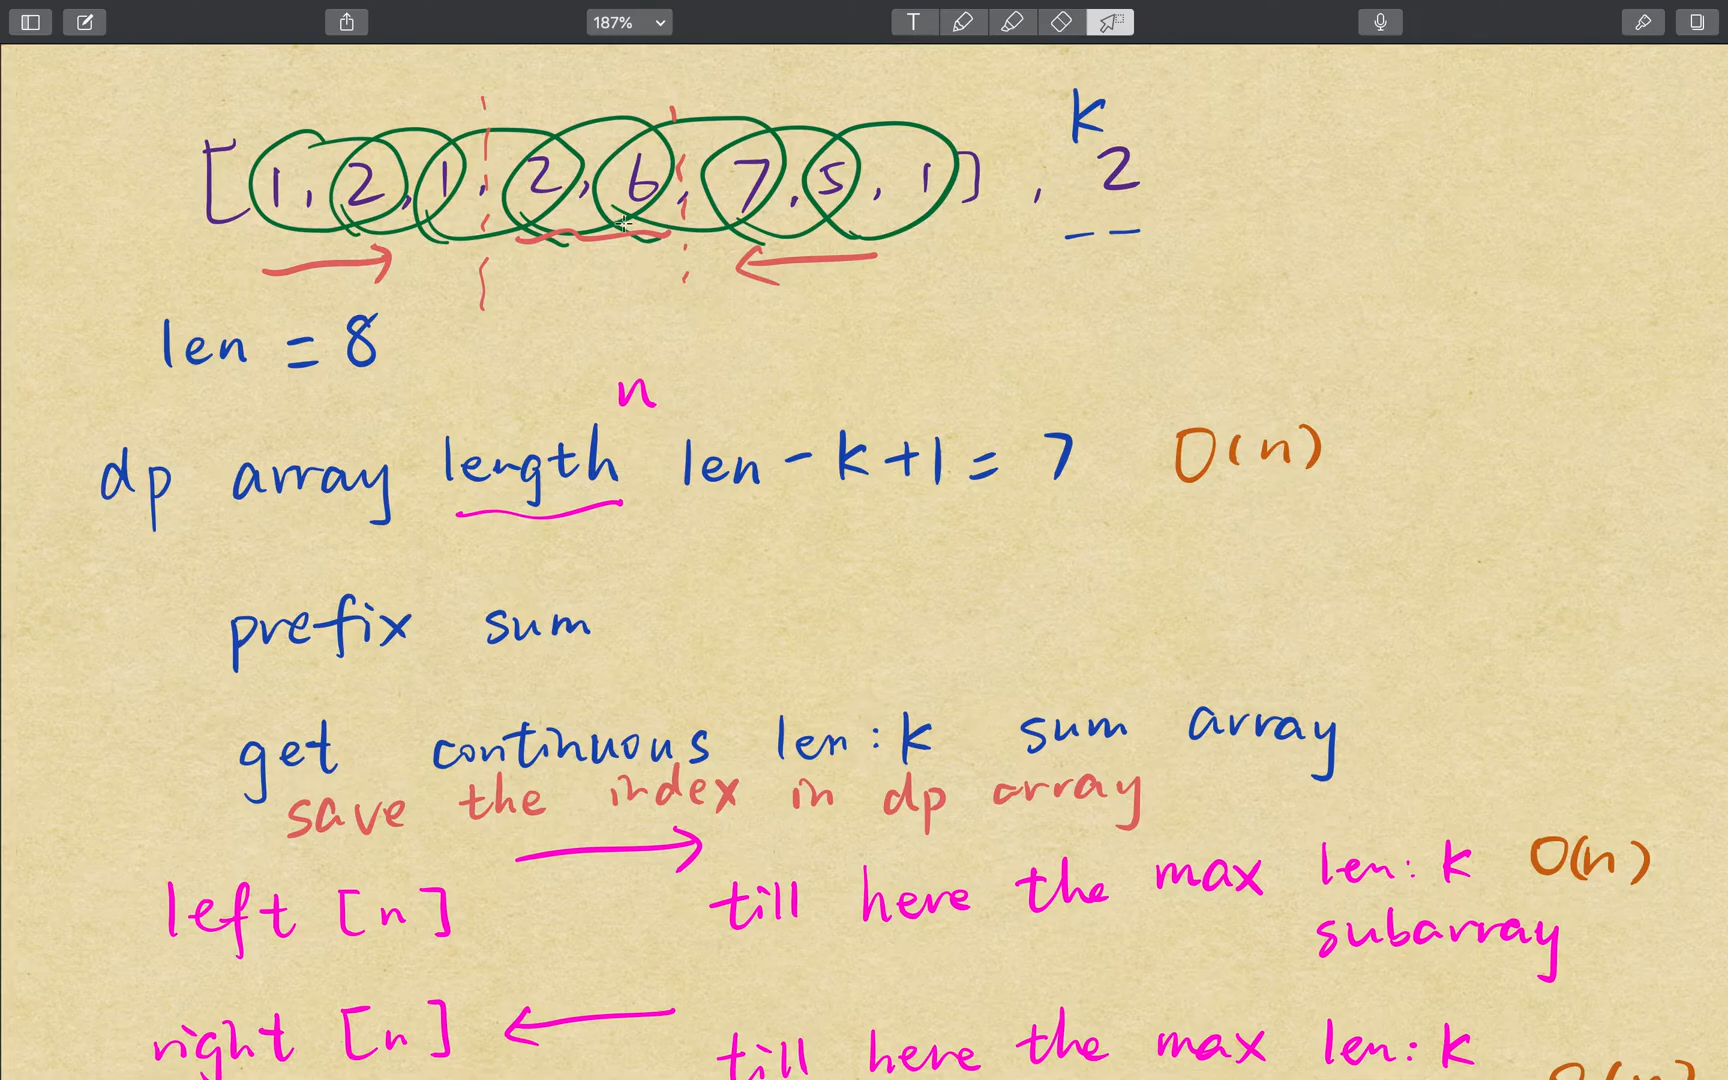 187%
T
k
[1, 2, 1, 2, 6, 7, 5, 1], 2
len = 8
n
dp array length len - k + 1 = 7 O(n)
prefix sum
get continuous len: k sum array
save the index in dp array
left [n] till here the max len: k O(n)
subarray
right [n] till here the max len: k
O(n)